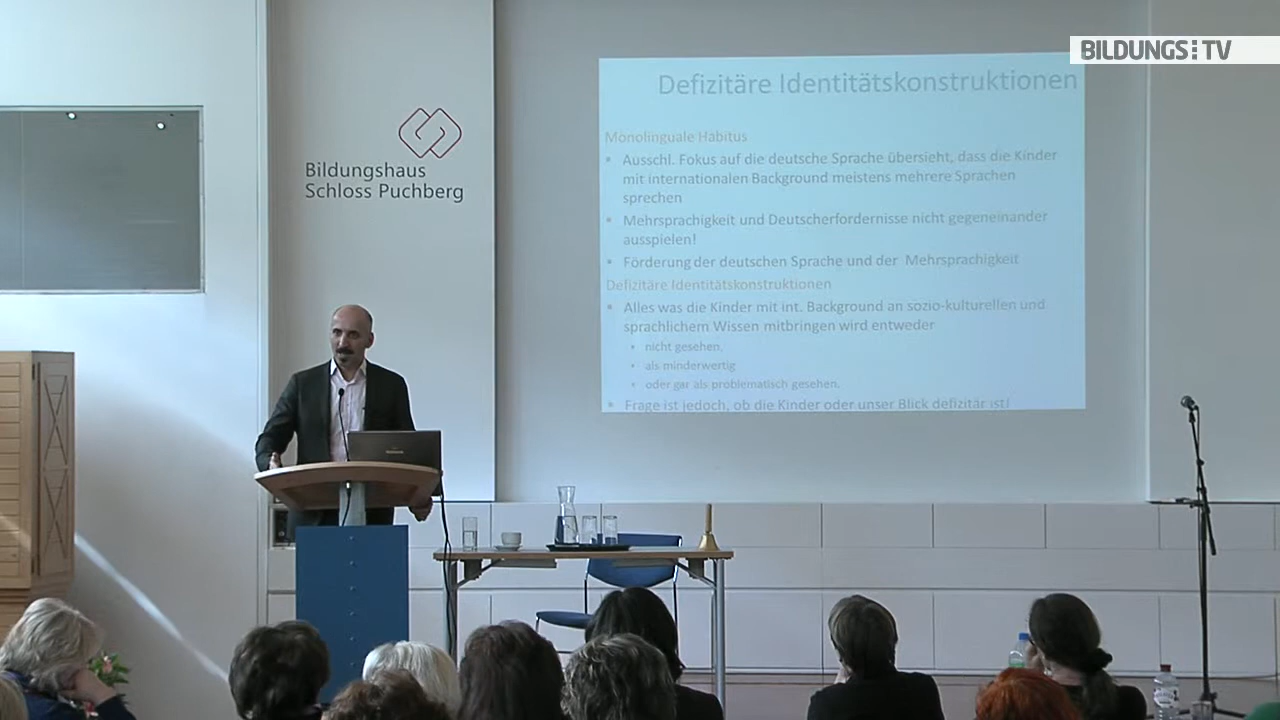 BILDUNGS TV
Bildungshaus
Schloss Puchberg
Defizitäre Identitätskonstruktionen
Monolinguale Habitus
Ausschl. Fokus auf die deutsche Sprache übersieht, dass die Kinder
mit internationalen Background meistens mehrere Sprachen
sprechen
Mehrsprachigkeit und Deutscherfordernisse nicht gegeneinander
ausspielen!
Förderung der deutschen Sprache und der Mehrsprachigkeit
Defizitäre Identitätskonstruktionen
Alles was die Kinder mit int. Background an sozio-kulturellen und
sprachlichem Wissen mitbringen wird entweder
nicht gesehen,
als minderwertig
oder gar als problematisch gesehen.
Frage ist jedoch, ob die Kinder oder unser Blick defizitär ist!